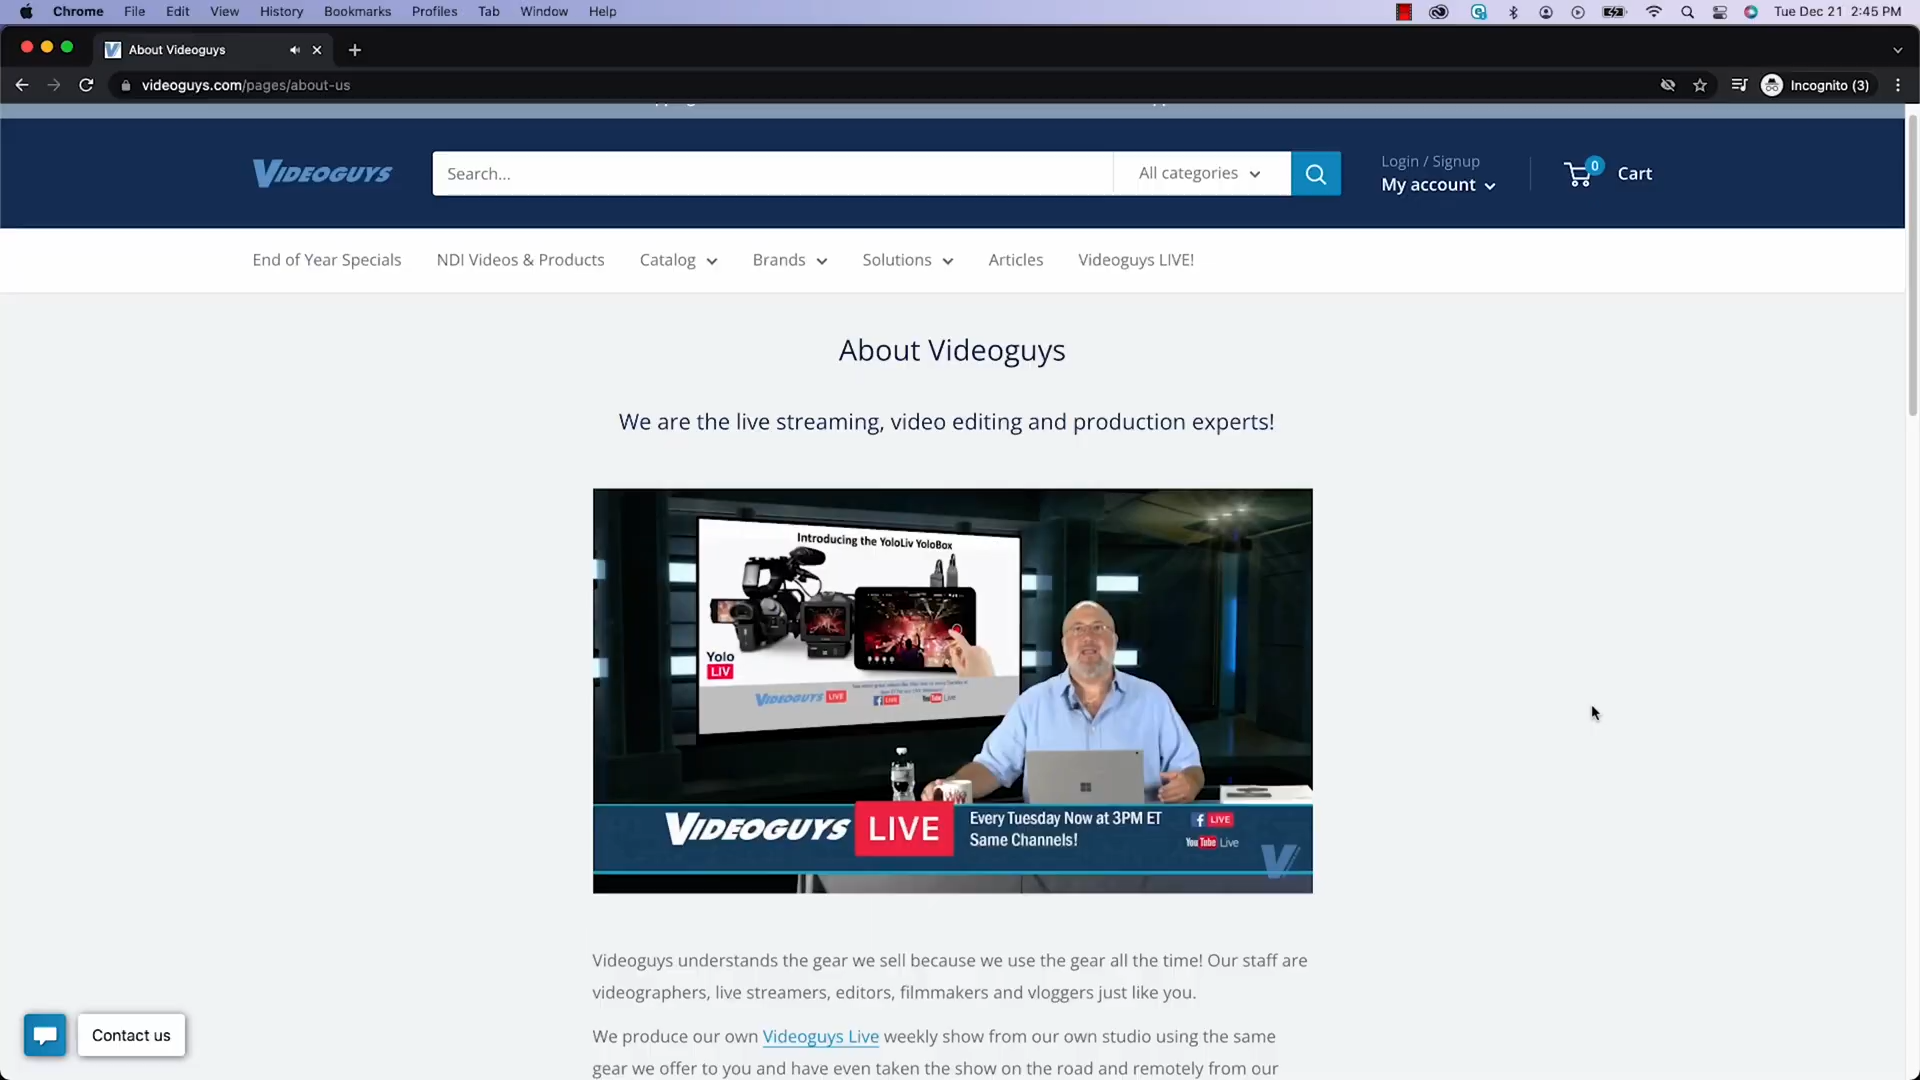 Chrome File Edit View History Bookmarks Profiles Tab Window Help Tue Dec 21 2:45 PM
About Videoguys
videoguys.com/pages/about-us Incognito (3)
VIDEOGUYS
Search...
All categories
Login / Signup
My account
0
Cart
End of Year Specials NDI Videos & Products Catalog Brands Solutions Articles Videoguys LIVE!
About Videoguys
We are the live streaming, video editing and production experts!
Introducing the YoloLiv YoloBox
Yolo
LIV
VIDEOGUYS LIVE LIVE YouTube Live
VIDEOGUYS LIVE
Every Tuesday Now at 3PM ET
Same Channels!
f LIVE
YouTube Live
V
Videoguys understands the gear we sell because we use the gear all the time! Our staff are
videographers, live streamers, editors, filmmakers and vloggers just like you.
We produce our own Videoguys Live weekly show from our own studio using the same
gear we offer to you and have even taken the show on the road and remotely from our
Contact us